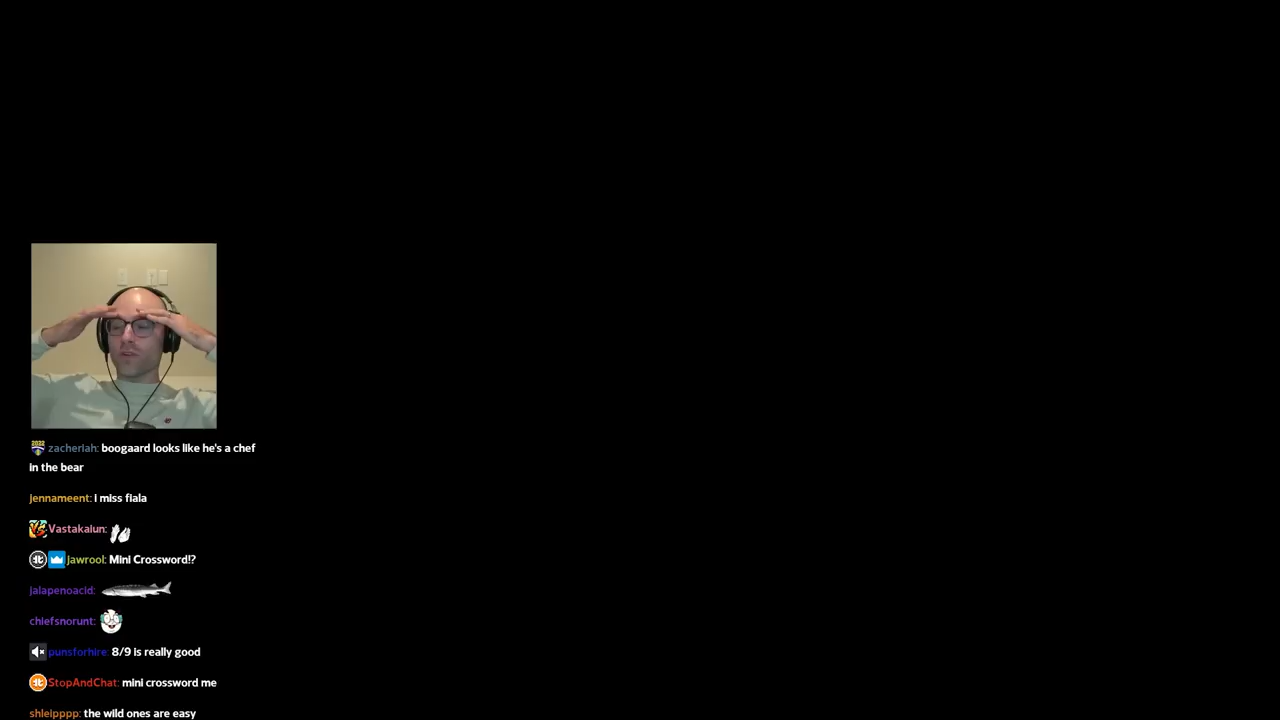 zacheriah: boogaard looks like he's a chef
in the bear
jennameent: i miss fiala
Vastakalun:
Jawrool: Mini Crossword!?
jalapenoacid:
chiefsnorunt:
punsforhire: 8/9 is really good
StopAndChat: mini crossword me
shleipppp: the wild ones are easy